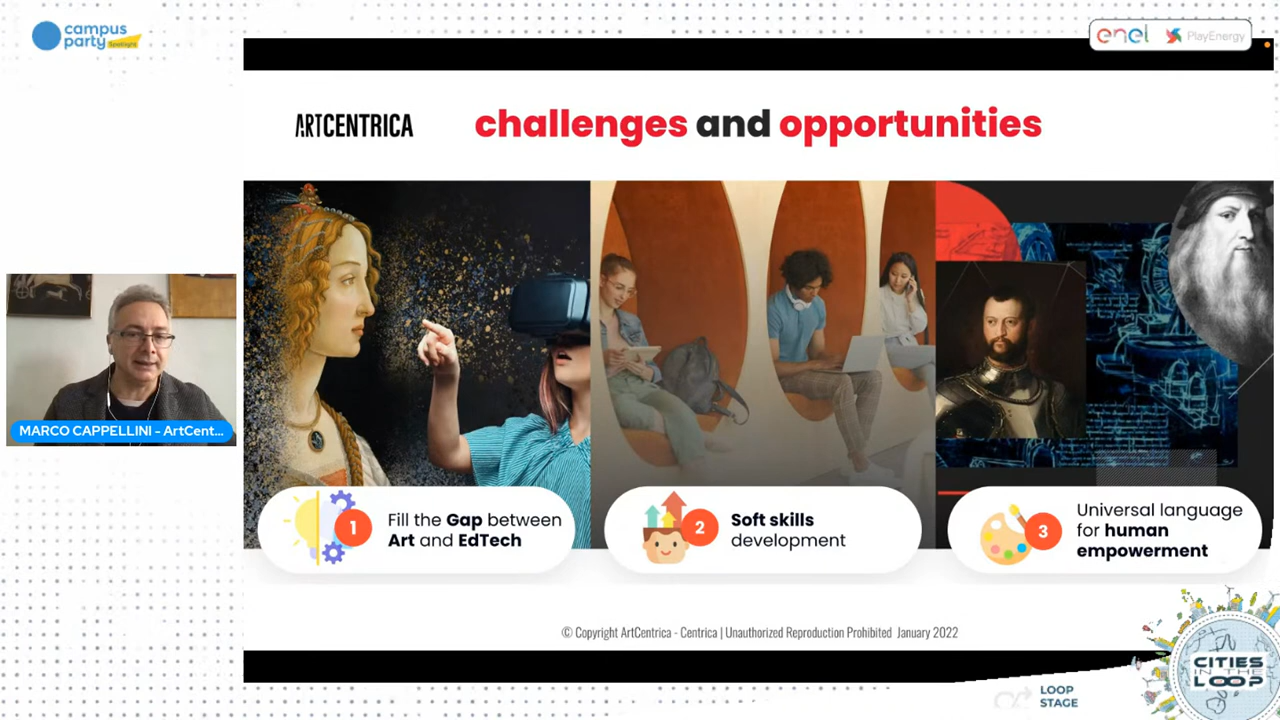 campus
party
Spotlight
enel PlayEnergy
ARTCENTRICA
challenges and opportunities
MARCO CAPPELLINI - ArtCent...
1
Fill the Gap between
Art and EdTech
2
Soft skills
development
3
Universal language
for human
empowerment
© Copyright ArtCentrica - Centrica | Unauthorized Reproduction Prohibited January 2022
CITIES
IN THE
LOOP
LOOP
STAGE